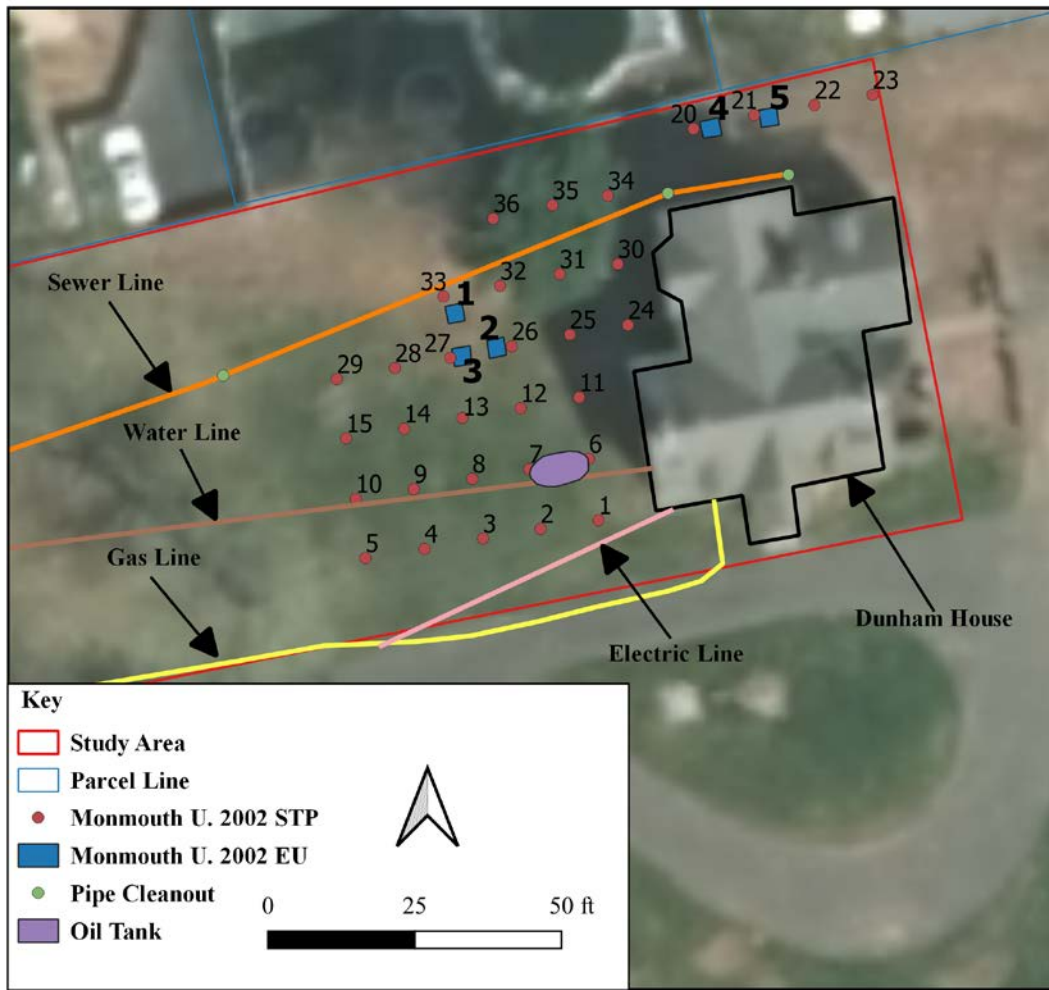 23
22
5
21
4
20
34
35
36
30
31
32
Sewer Line
33
1
24
25
2
26
27
3
28
29
11
12
13
14
15
Water Line
6
7
8
9
10
1
2
3
4
5
Gas Line
Dunham House
Electric Line
Key
Study Area
Parcel Line
Monmouth U. 2002 STP
Monmouth U. 2002 EU
Pipe Cleanout
Oil Tank
0 25 50 ft